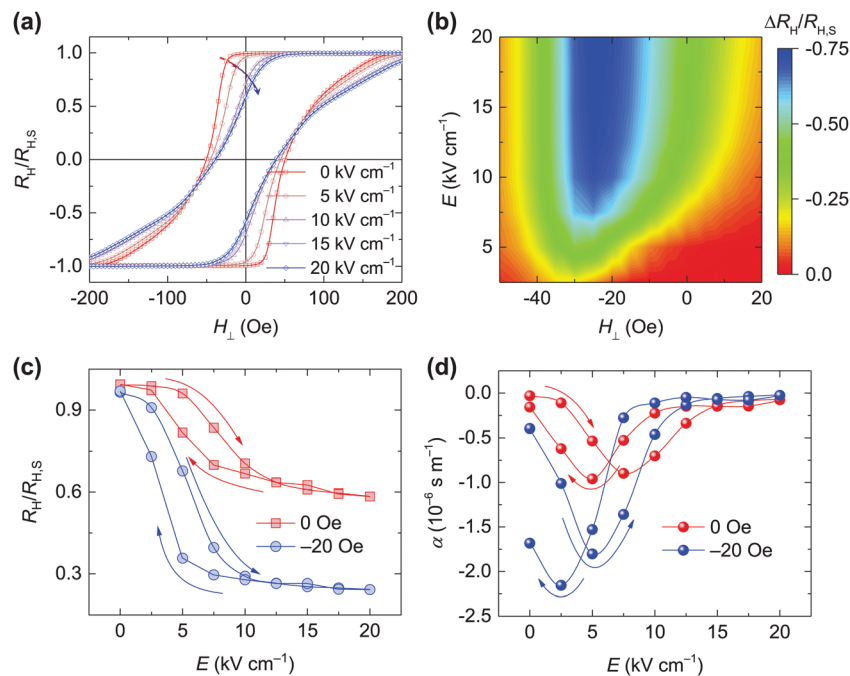 (a)
1.0
0.5
0.0
-0.5
-1.0
R_H/R_H,S
0 kV cm⁻¹
5 kV cm⁻¹
10 kV cm⁻¹
15 kV cm⁻¹
20 kV cm⁻¹
-200
-100
0
100
200
H⊥ (Oe)
(b)
ΔR_H/R_H,S
20
15
10
5
E (kV cm⁻¹)
-40
-20
0
20
H⊥ (Oe)
-0.75
-0.50
-0.25
0.0
(c)
0.9
0.6
0.3
R_H/R_H,S
0 Oe
–20 Oe
0
5
10
15
20
E (kV cm⁻¹)
(d)
0.0
-0.5
-1.0
-1.5
-2.0
-2.5
α (10⁻⁶ s m⁻¹)
0 Oe
–20 Oe
0
5
10
15
20
E (kV cm⁻¹)